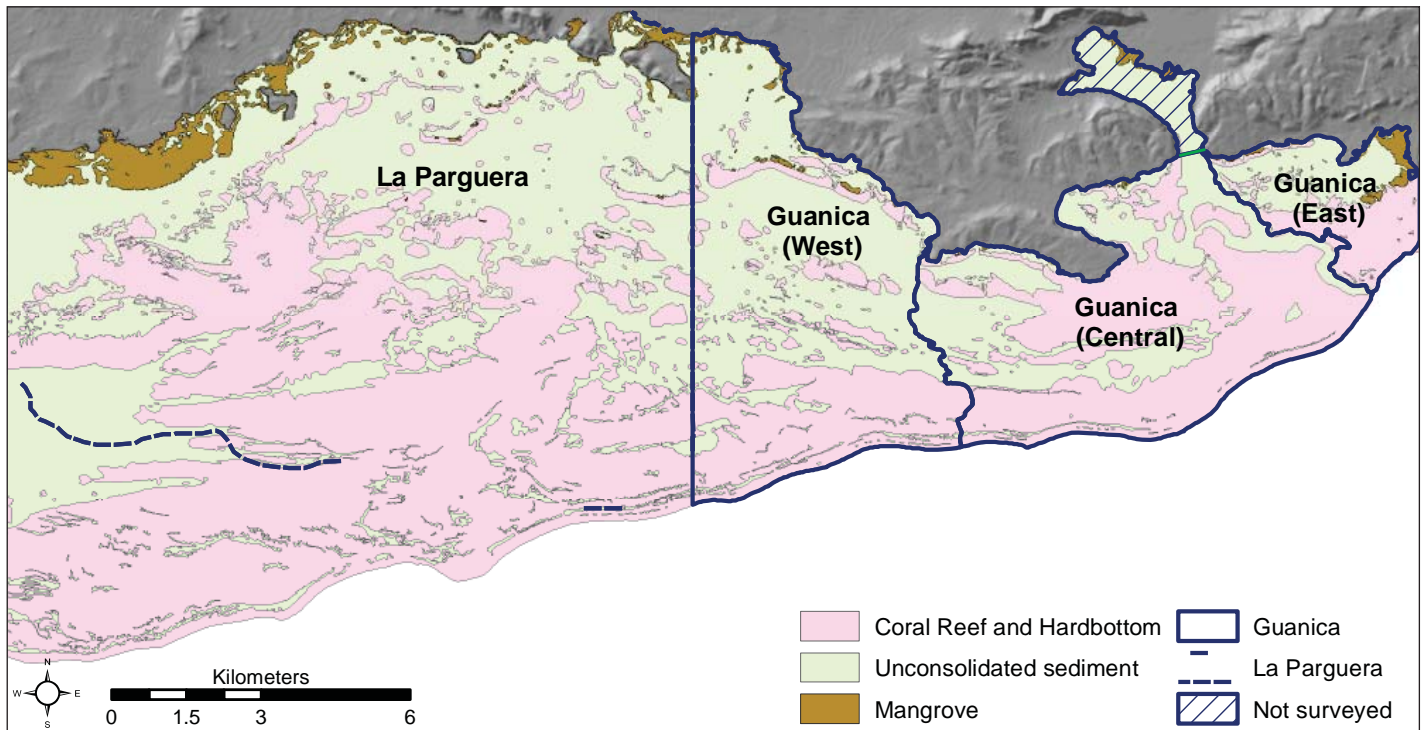 La Parguera
Guanica
(West)
Guanica
(East)
Guanica
(Central)
N
W
E
S
Kilometers
0 1.5 3 6
Coral Reef and Hardbottom
Unconsolidated sediment
Mangrove
Guanica
La Parguera
Not surveyed